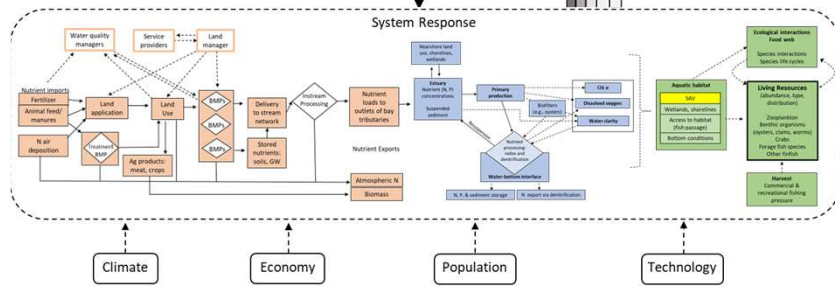 System Response
Water quality
managers
Service
providers
Land
manager
Nutrient imports
Fertilizer
Animal feed/
manures
N air
deposition
Land
application
Land
Use
Treatment
BMP
Ag products:
meat, crops
BMPs
BMPs
BMPs
Delivery to
stream
network
Stored
nutrients:
soils, GW
instream
Processing
Nutrient
loads to
outlets of bay
tributaries
Nutrient Exports
Atmospheric N
Biomass
Nearshore land
use, shorelines,
wetlands
Estuary
Nutrient (N, P)
concentrations
Suspended
sediment
Primary
production
Biofilters
(e.g., oysters)
Chl a
Dissolved oxygen
Water clarity
Nutrient
processing:
redox and
denitrification
Water-bottom interface
N, P, & sediment storage
N export via denitrification
Aquatic habitat
SAV
Wetlands, shorelines
Access to habitat
(fish passage)
Bottom conditions
Ecological interactions
Food web
Species interactions
Species life cycles
Living Resources
(abundance, type,
distribution)
Zooplankton
Benthic organisms
(oysters, clams, worms)
Crabs
Forage fish species
Other finfish
Harvest
Commercial &
recreational fishing
pressure
Climate
Economy
Population
Technology